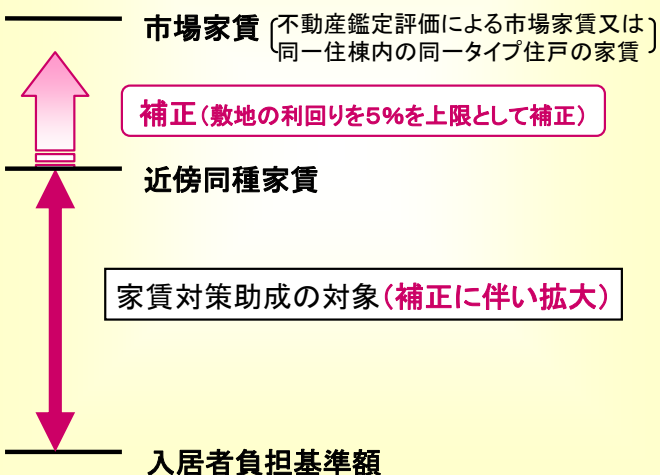 市場家賃
不動産鑑定評価による市場家賃又は
同一住棟内の同一タイプ住戸の家賃
補正(敷地の利回りを5%を上限として補正)
近傍同種家賃
家賃対策助成の対象(補正に伴い拡大)
入居者負担基準額